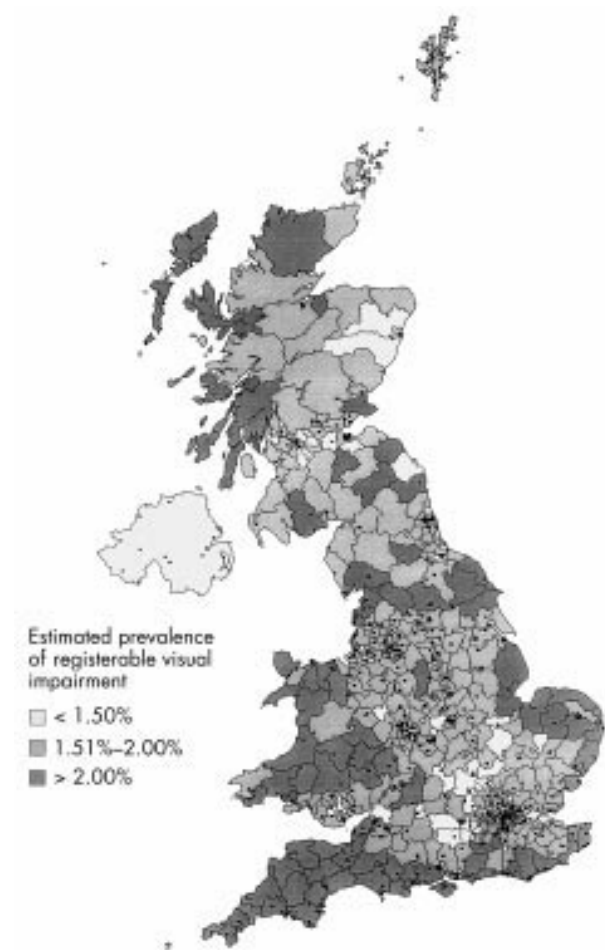 Estimated prevalence
of registerable visual
impairment
< 1.50%
1.51%–2.00%
> 2.00%